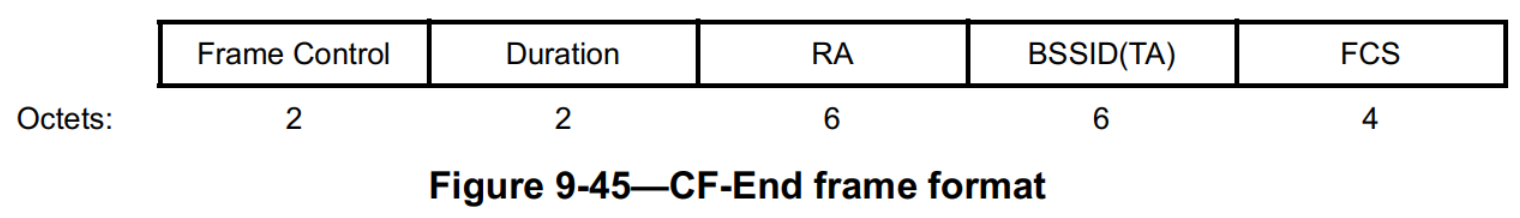 Frame Control Duration RA BSSID(TA) FCS
Octets: 2 2 6 6 4
Figure 9-45—CF-End frame format